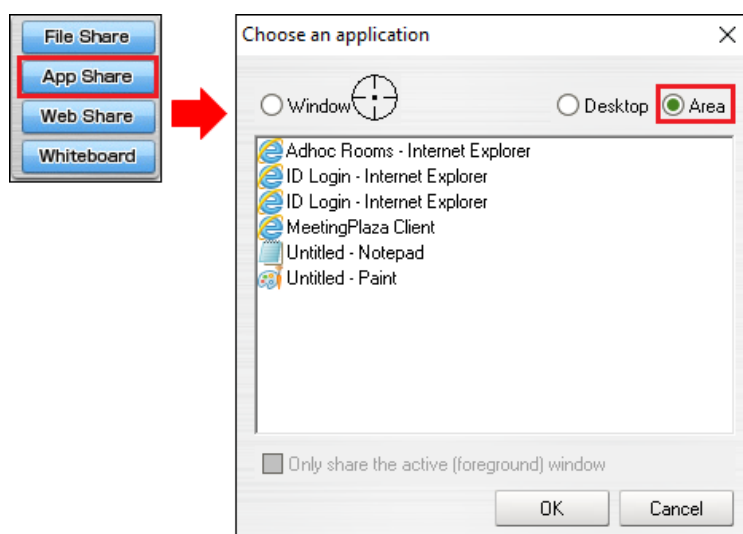 File Share
App Share
Web Share
Whiteboard
Choose an application
Window
Desktop
Area
Adhoc Rooms - Internet Explorer
ID Login - Internet Explorer
ID Login - Internet Explorer
MeetingPlaza Client
Untitled - Notepad
Untitled - Paint
Only share the active (foreground) window
OK
Cancel